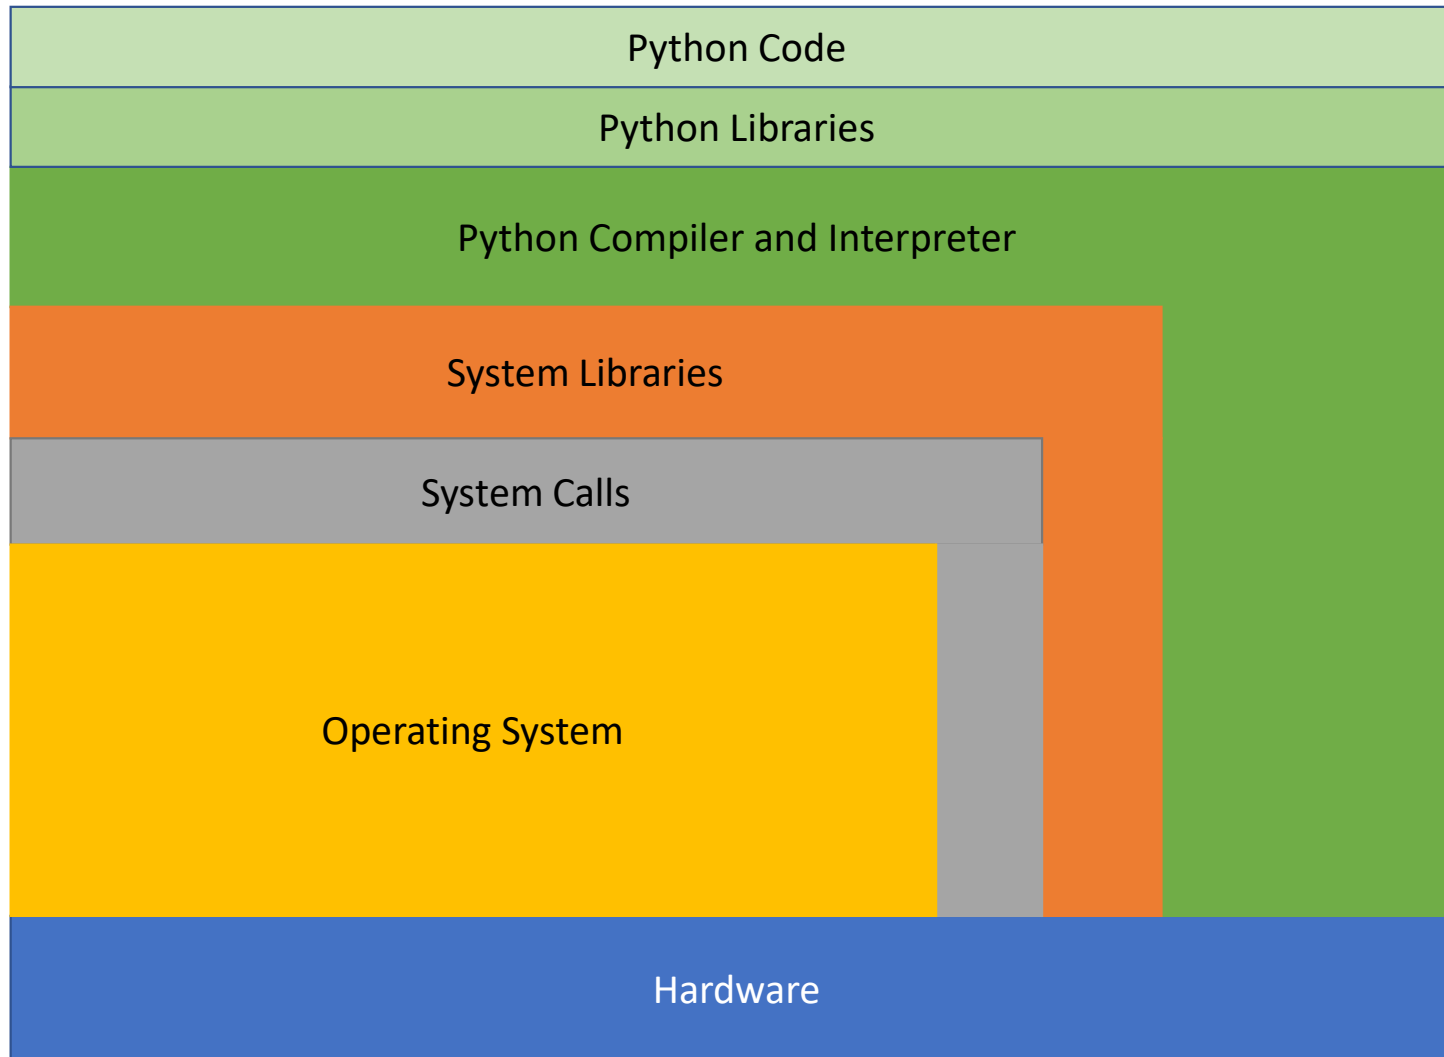 Python Code
Python Libraries
Python Compiler and Interpreter
System Libraries
System Calls
Operating System
Hardware